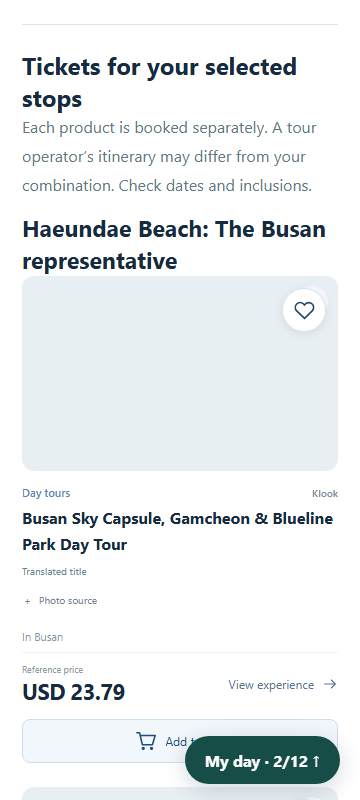 Tickets for your selected
stops
Each product is booked separately. A tour
operator's itinerary may differ from your
combination. Check dates and inclusions.
Haeundae Beach: The Busan
representative
Day tours
Klook
Busan Sky Capsule, Gamcheon & Blueline
Park Day Tour
Translated title
+ Photo source
In Busan
Reference price
USD 23.79
View experience →
Add
My day · 2/12 ↑